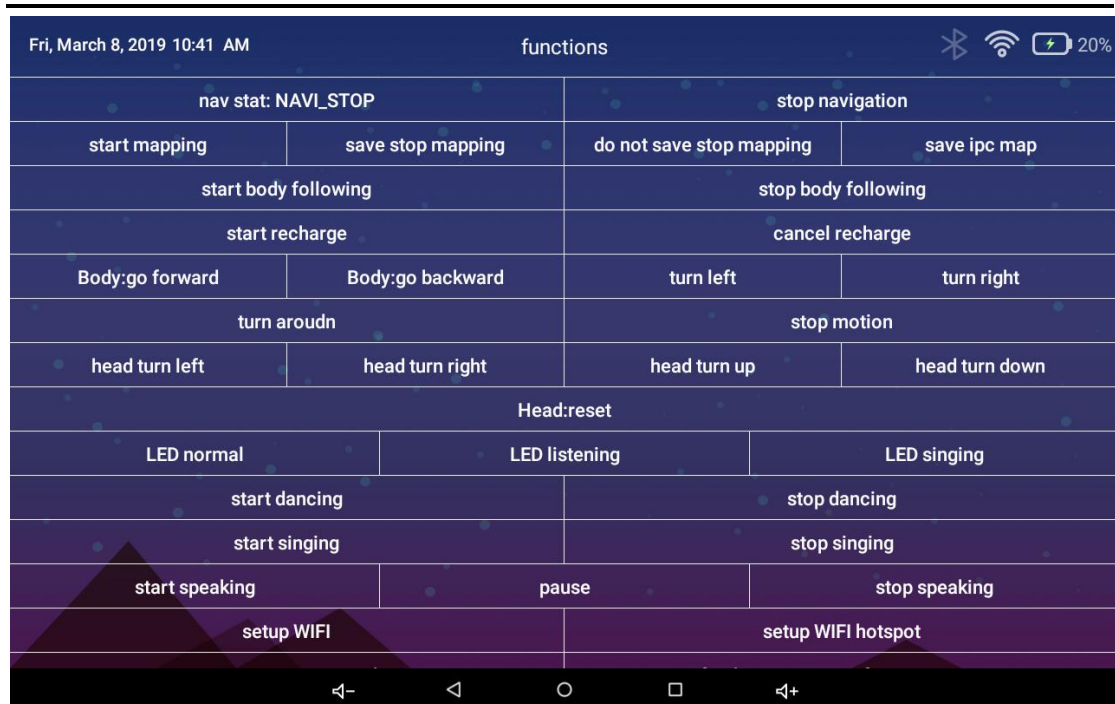 Fri, March 8, 2019 10:41 AM functions 20%
nav stat: NAVI_STOP stop navigation
start mapping save stop mapping do not save stop mapping save ipc map
start body following stop body following
start recharge cancel recharge
Body:go forward Body:go backward turn left turn right
turn aroudn stop motion
head turn left head turn right head turn up head turn down
Head:reset
LED normal LED listening LED singing
start dancing stop dancing
start singing stop singing
start speaking pause stop speaking
setup WIFI setup WIFI hotspot